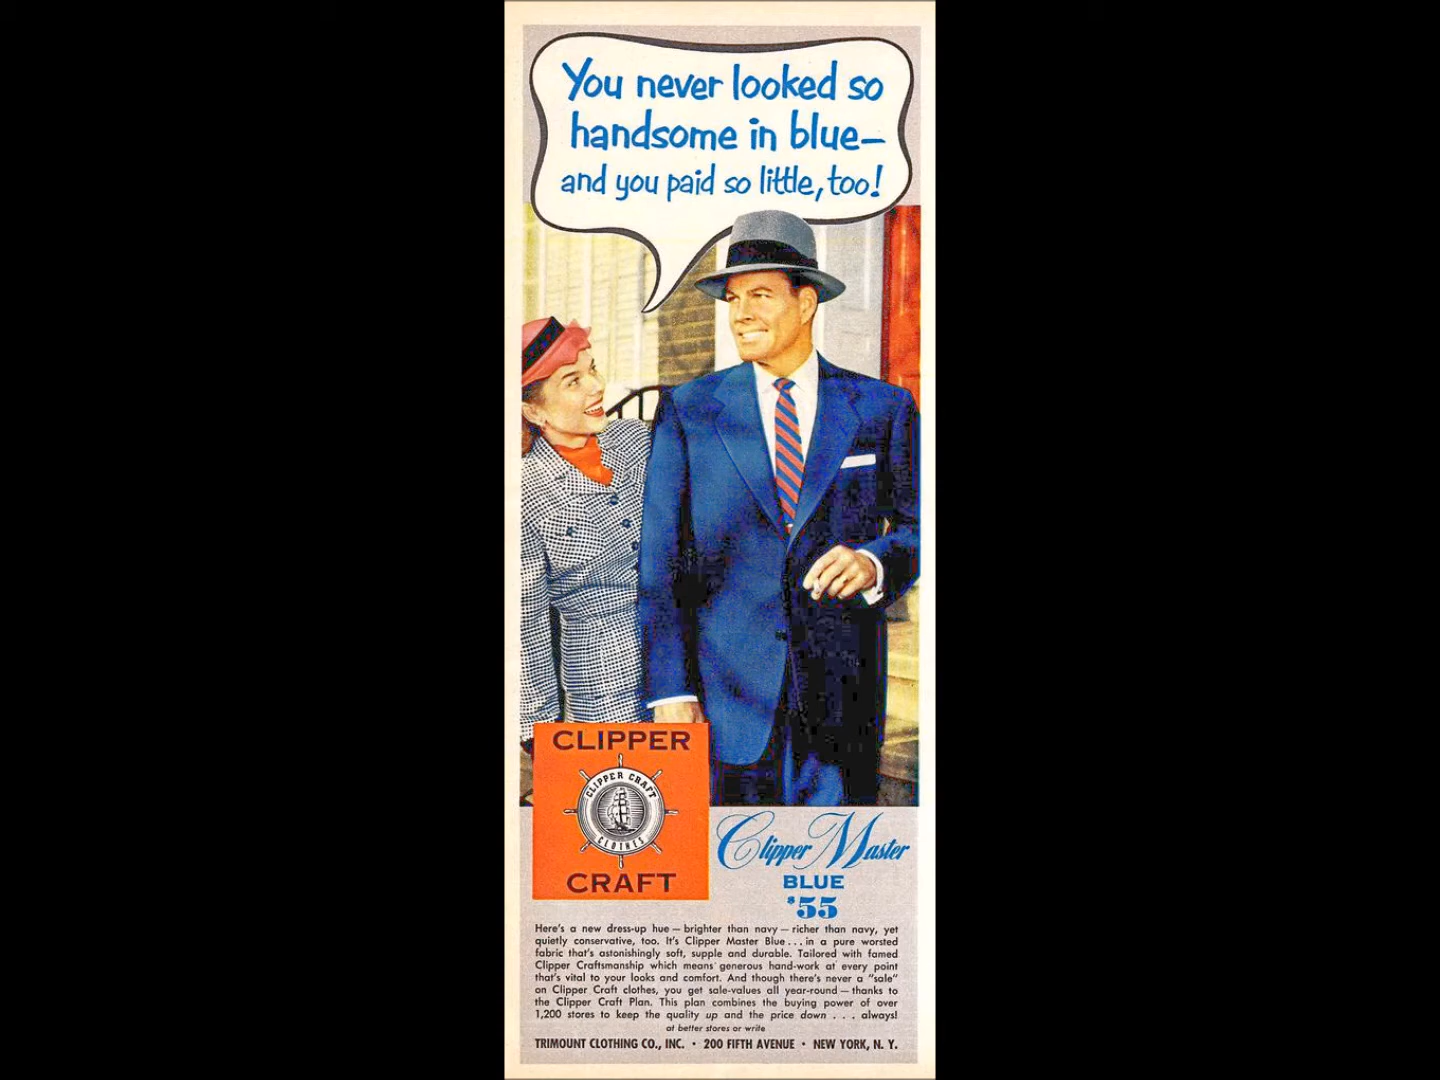 You never looked so
handsome in blue—
and you paid so little, too!
CLIPPER
CLIPPER CRAFT
CLOTHES
CRAFT
Clipper Master
BLUE
$55
Here's a new dress-up hue — brighter than navy — richer than navy, yet
quietly conservative, too. It's Clipper Master Blue . . . in a pure worsted
fabric that's astonishingly soft, supple and durable. Tailored with famed
Clipper Craftsmanship which means generous hand-work at every point
that's vital to your looks and comfort. And though there's never a "sale"
on Clipper Craft clothes, you get sale-values all year-round — thanks to
the Clipper Craft Plan. This plan combines the buying power of over
1,200 stores to keep the quality up and the price down . . . always!
at better stores or write
TRIMOUNT CLOTHING CO., INC. • 200 FIFTH AVENUE • NEW YORK, N. Y.